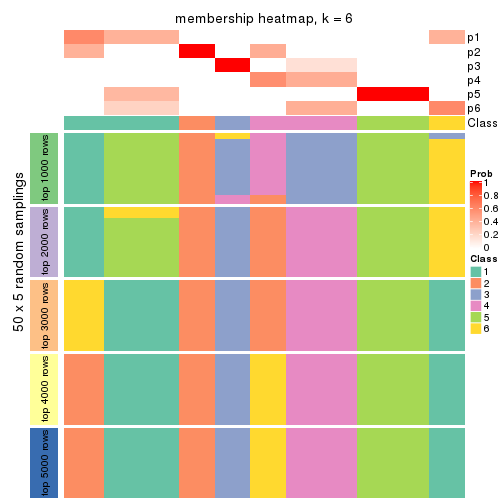 membership heatmap, k = 6
p1
p2
p3
p4
p5
p6
Class
50 x 5 random samplings
top 1000 rows
top 2000 rows
top 3000 rows
top 4000 rows
top 5000 rows
Prob
1
0.8
0.6
0.4
0.2
0
Class
1
2
3
4
5
6